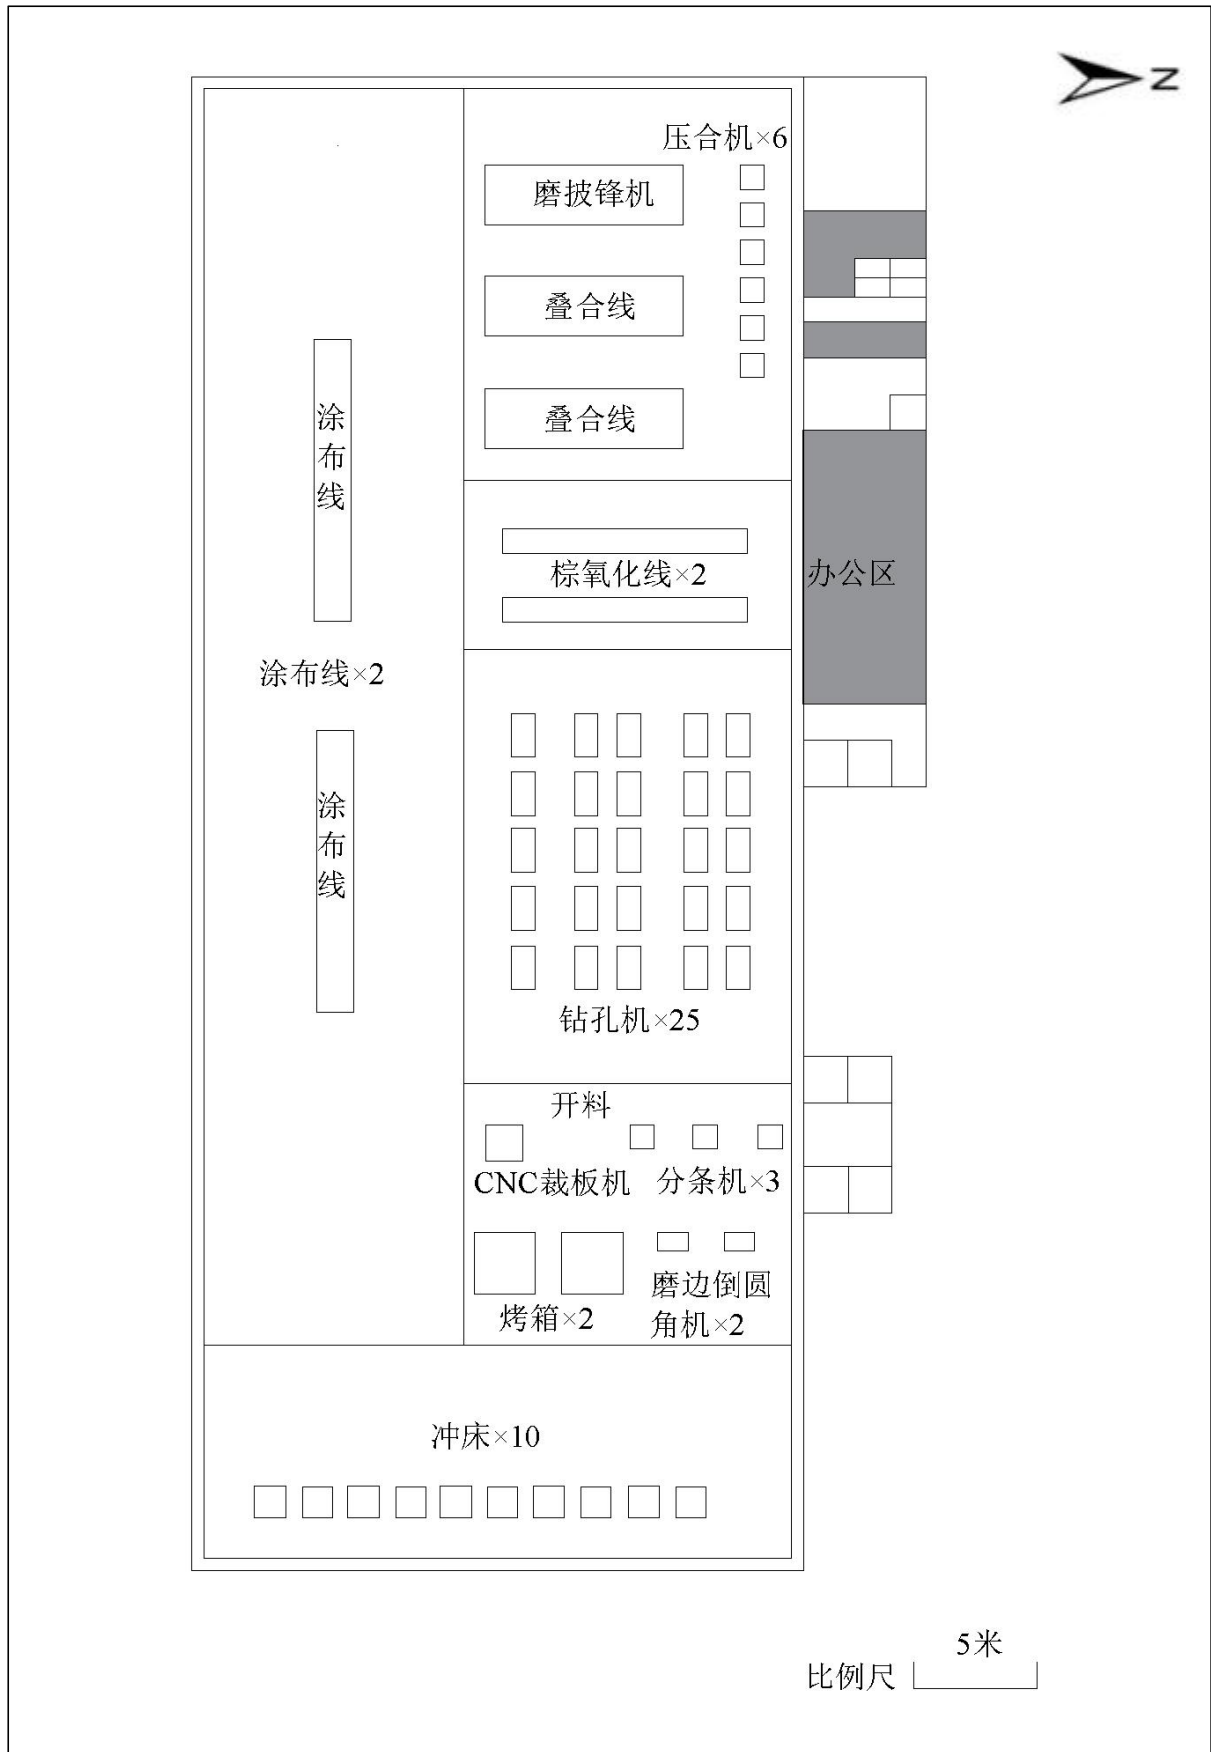 N
压合机×6
磨披锋机
叠合线
叠合线
涂布线
棕氧化线×2
办公区
涂布线×2
涂布线
钻孔机×25
开料
CNC裁板机
分条机×3
烤箱×2
磨边倒圆
角机×2
冲床×10
5米
比例尺